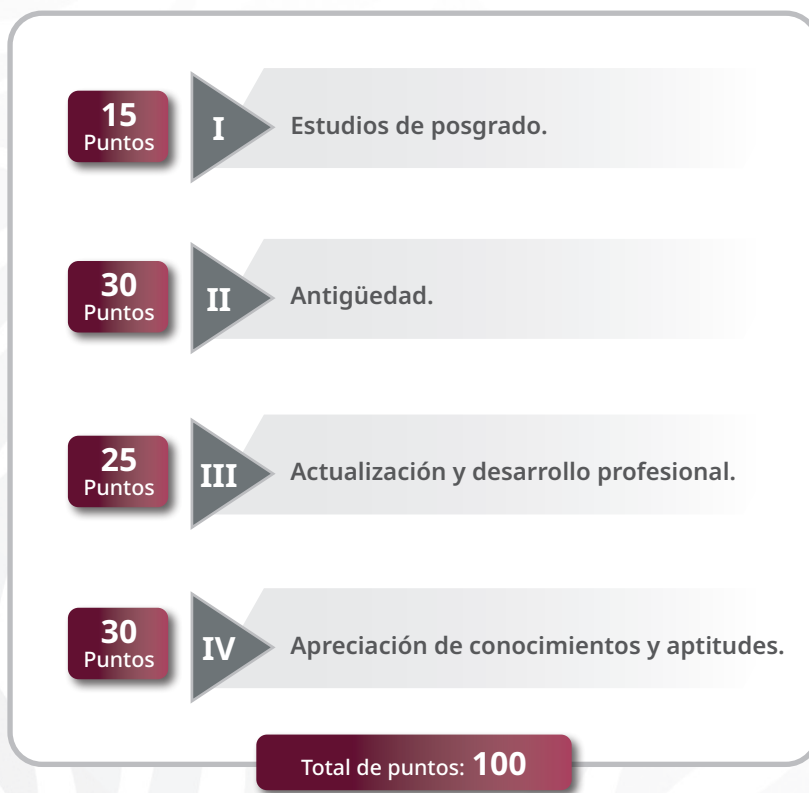 15
Puntos
I
Estudios de posgrado.
30
Puntos
II
Antigüedad.
25
Puntos
III
Actualización y desarrollo profesional.
30
Puntos
IV
Apreciación de conocimientos y aptitudes.
Total de puntos: 100